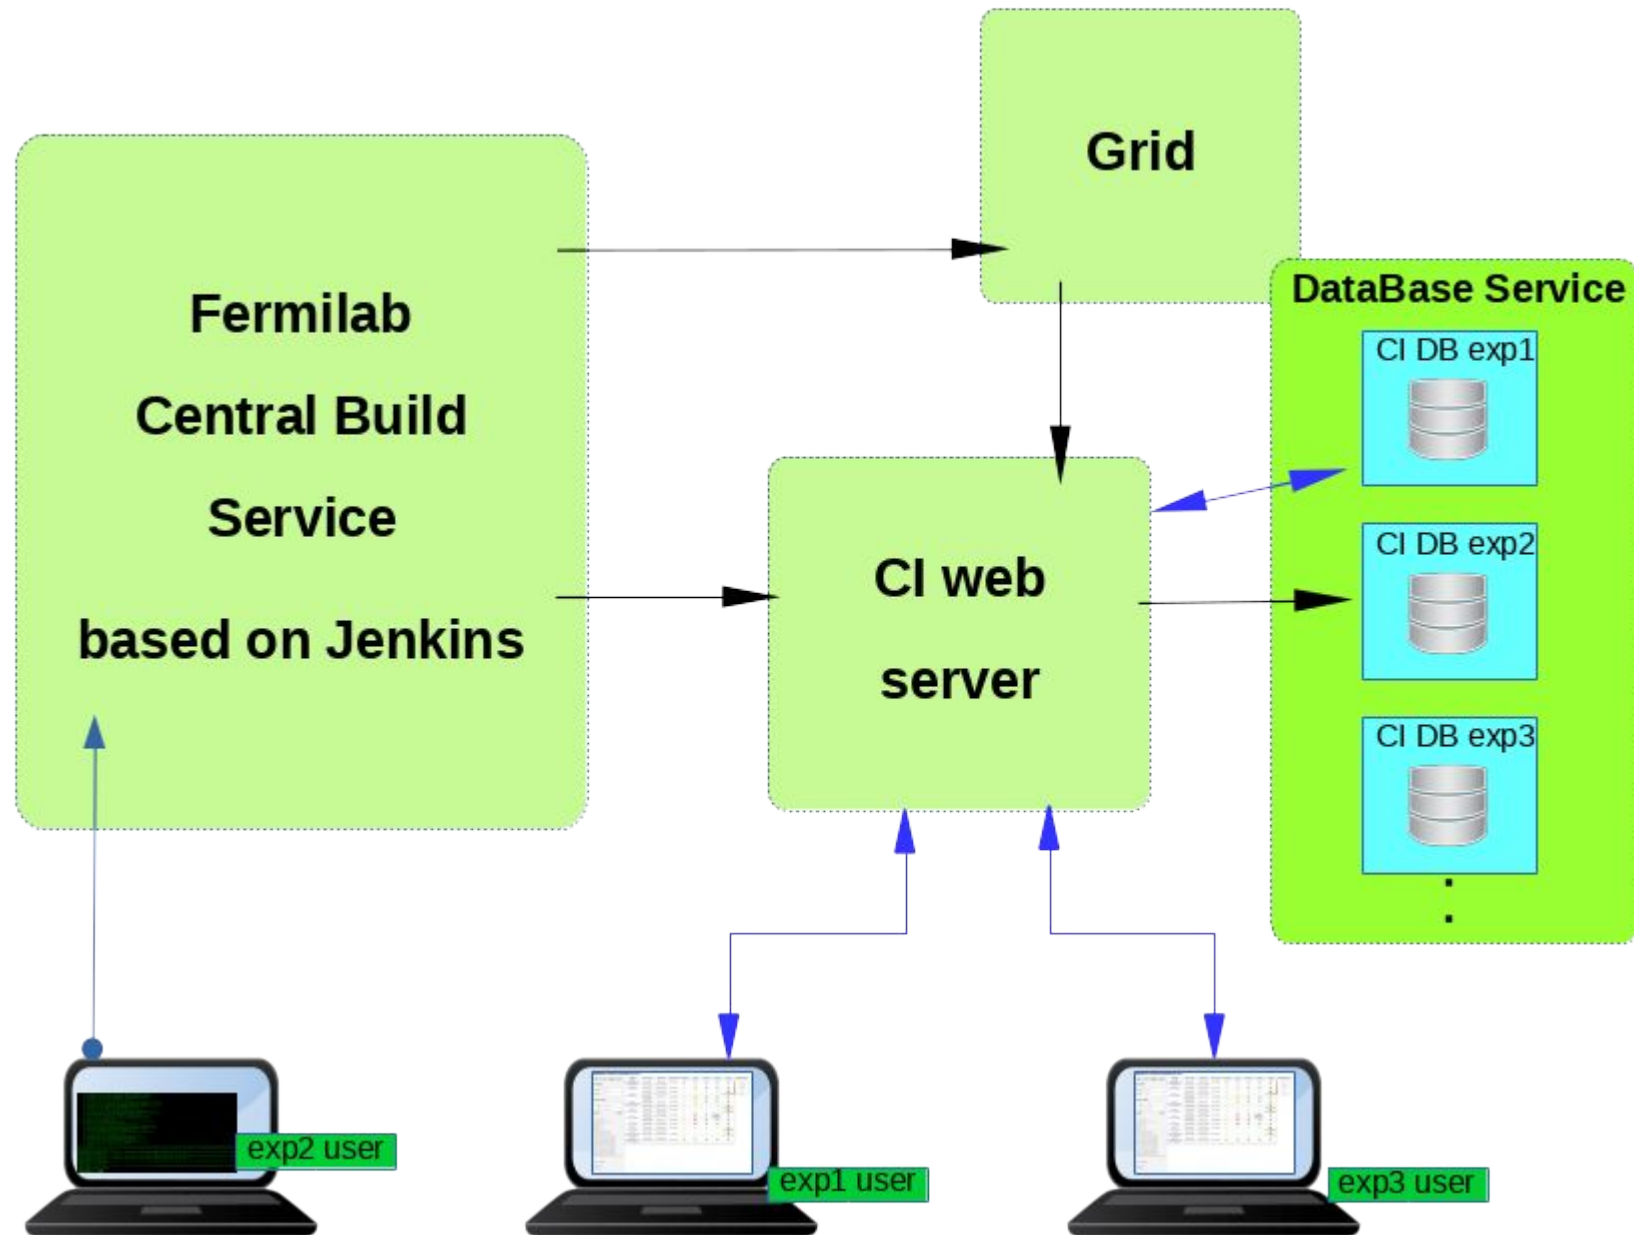 Grid
Fermilab
Central Build
Service
based on Jenkins
DataBase Service
CI DB exp1
CI DB exp2
CI DB exp3
CI web
server
exp2 user
exp1 user
exp3 user